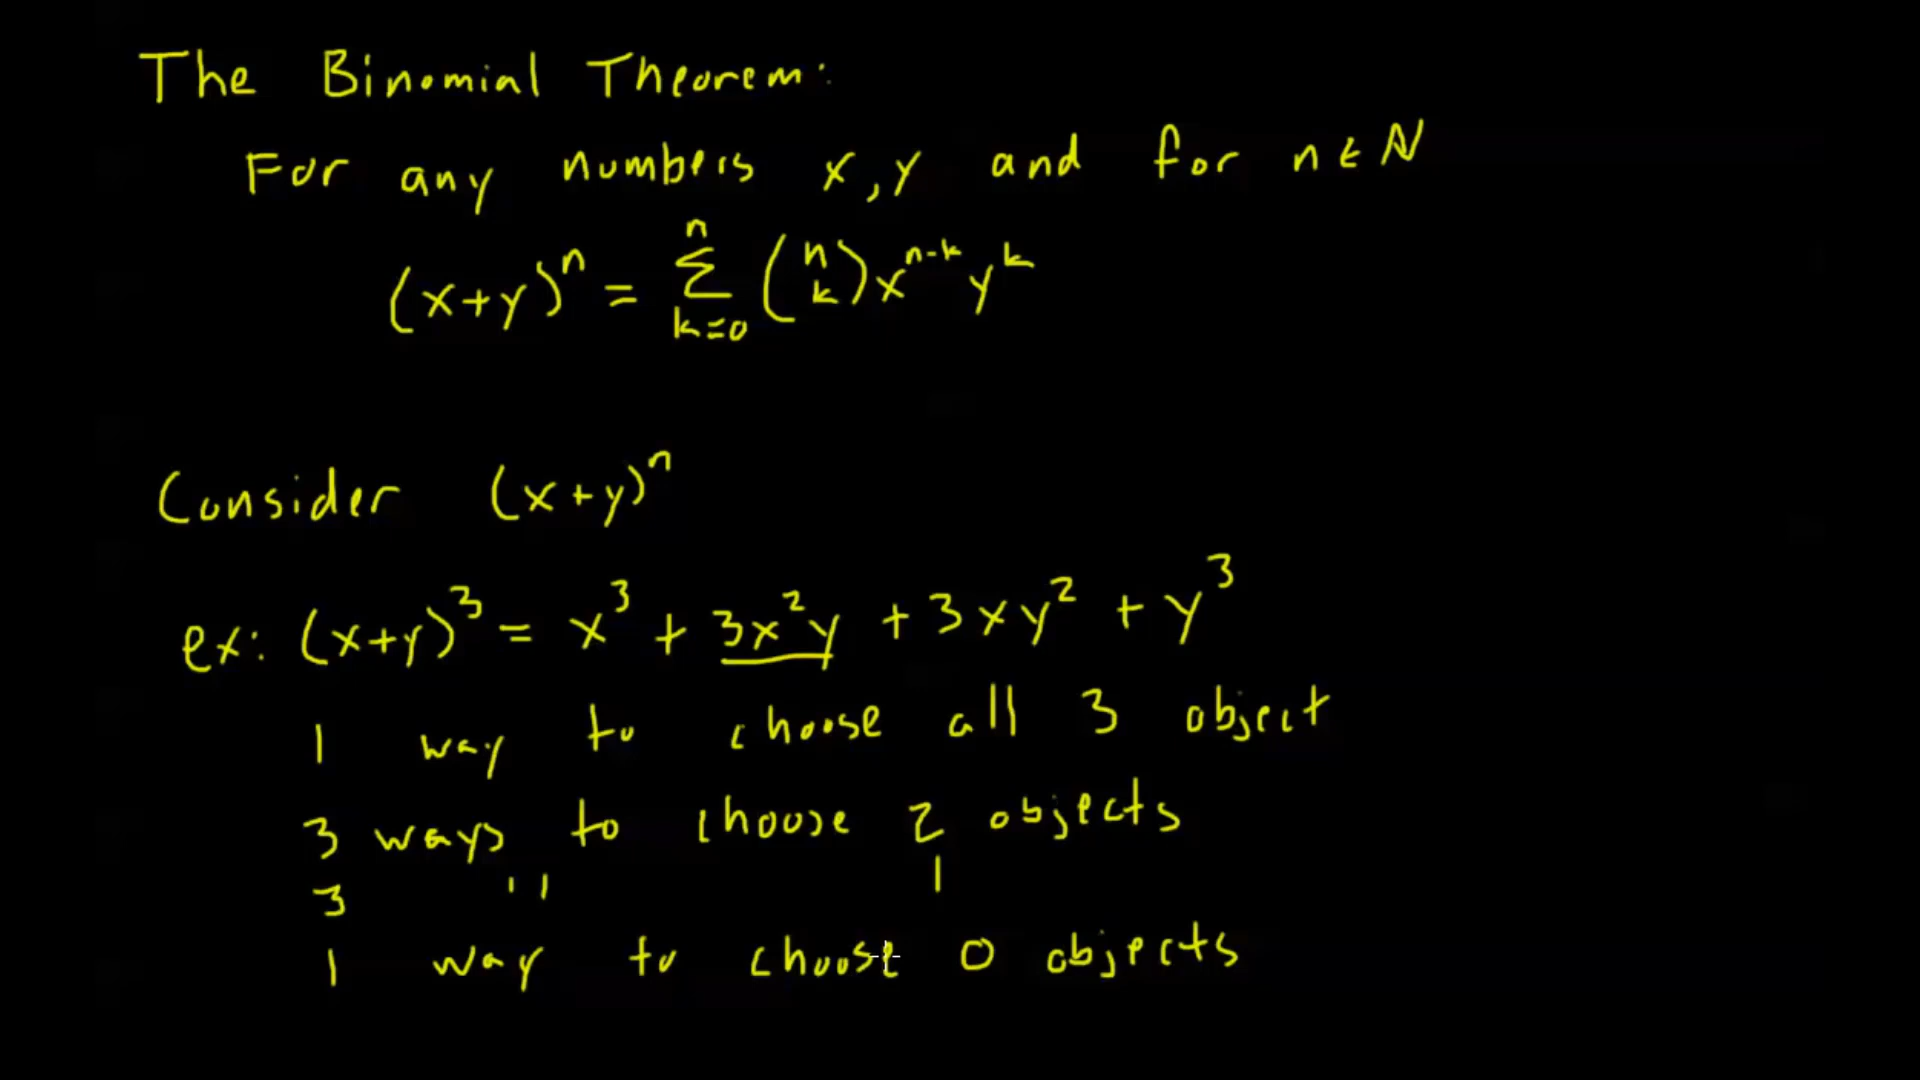 The Binomial Theorem:
For any numbers x, y and for n ∈ ℕ
(x+y)^n = ∑_{k=0}^{n} (n k) x^{n-k} y^k
Consider (x+y)^n
ex: (x+y)^3 = x^3 + 3x^2y + 3xy^2 + y^3
1 way to choose all 3 object
3 ways to choose 2 objects
3 '' 1
1 way to choose 0 objects